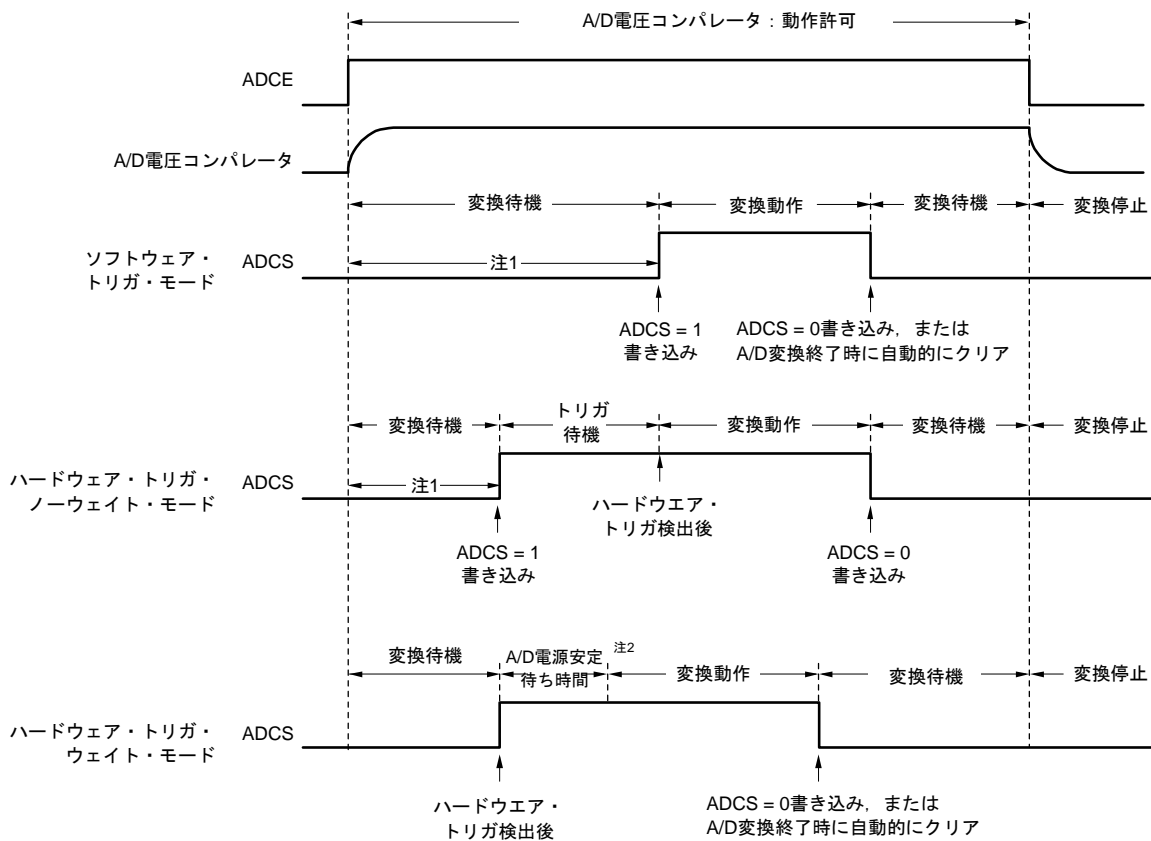 A/D電圧コンパレータ：動作許可
ADCE
A/D電圧コンパレータ
変換待機
変換動作
変換待機
変換停止
ソフトウェア・
トリガ・モード
ADCS
注1
ADCS = 1
書き込み
ADCS = 0書き込み，または
A/D変換終了時に自動的にクリア
変換待機
トリガ
待機
変換動作
変換待機
変換停止
ハードウェア・トリガ・
ノーウェイト・モード
ADCS
注1
ハードウエア・
トリガ検出後
ADCS = 1
書き込み
ADCS = 0
書き込み
変換待機
A/D電源安定
待ち時間
注2
変換動作
変換待機
変換停止
ハードウェア・トリガ・
ウェイト・モード
ADCS
ハードウエア・
トリガ検出後
ADCS = 0書き込み，または
A/D変換終了時に自動的にクリア